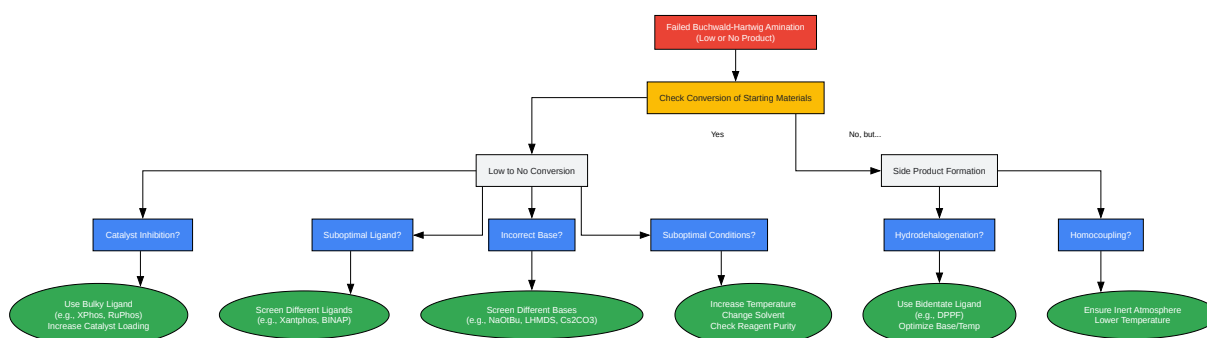 Failed Buchwald-Hartwig Amination
(Low or No Product)
Check Conversion of Starting Materials
Yes
No, but...
Low to No Conversion
Side Product Formation
Catalyst Inhibition?
Suboptimal Ligand?
Incorrect Base?
Suboptimal Conditions?
Hydrodehalogenation?
Homocoupling?
Use Bulky Ligand
(e.g., XPhos, RuPhos)
Increase Catalyst Loading
Screen Different Ligands
(e.g., Xantphos, BINAP)
Screen Different Bases
(e.g., NaOtBu, LHMDS, Cs2CO3)
Increase Temperature
Change Solvent
Check Reagent Purity
Use Bidentate Ligand
(e.g., DPPF)
Optimize Base/Temp
Ensure Inert Atmosphere
Lower Temperature